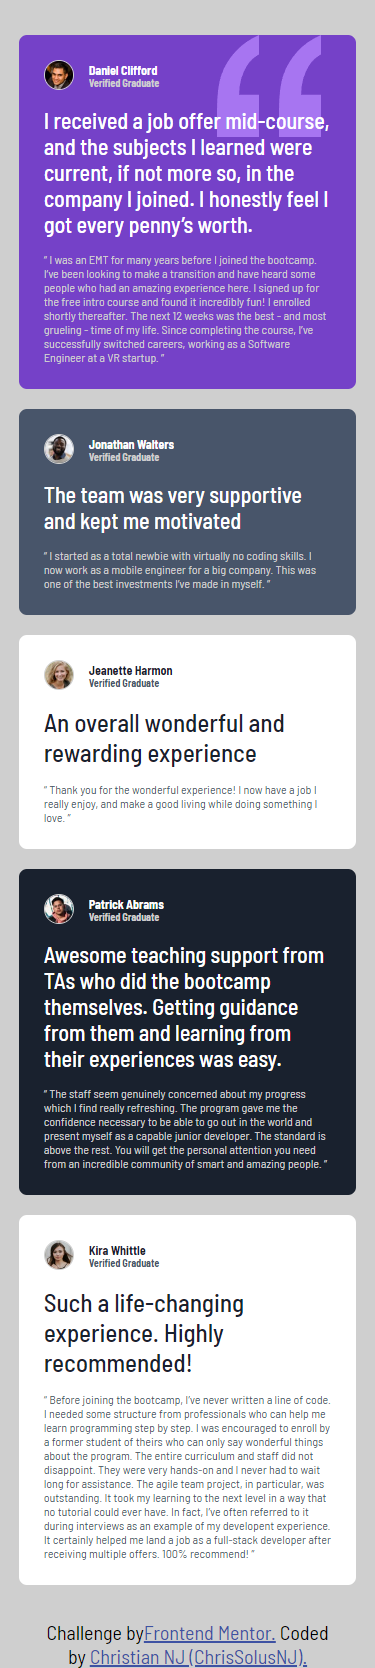 Daniel Clifford
Verified Graduate
I received a job offer mid-course,
and the subjects I learned were
current, if not more so, in the
company I joined. I honestly feel I
got every penny’s worth.
“ I was an EMT for many years before I joined the bootcamp.
I’ve been looking to make a transition and have heard some
people who had an amazing experience here. I signed up for
the free intro course and found it incredibly fun! I enrolled
shortly thereafter. The next 12 weeks was the best - and most
grueling - time of my life. Since completing the course, I’ve
successfully switched careers, working as a Software
Engineer at a VR startup. ”
Jonathan Walters
Verified Graduate
The team was very supportive
and kept me motivated
“ I started as a total newbie with virtually no coding skills. I
now work as a mobile engineer for a big company. This was
one of the best investments I’ve made in myself. ”
Jeanette Harmon
Verified Graduate
An overall wonderful and
rewarding experience
“ Thank you for the wonderful experience! I now have a job I
really enjoy, and make a good living while doing something I
love. ”
Patrick Abrams
Verified Graduate
Awesome teaching support from
TAs who did the bootcamp
themselves. Getting guidance
from them and learning from
their experiences was easy.
“ The staff seem genuinely concerned about my progress
which I find really refreshing. The program gave me the
confidence necessary to be able to go out in the world and
present myself as a capable junior developer. The standard is
above the rest. You will get the personal attention you need
from an incredible community of smart and amazing people. ”
Kira Whittle
Verified Graduate
Such a life-changing
experience. Highly
recommended!
“ Before joining the bootcamp, I’ve never written a line of code.
I needed some structure from professionals who can help me
learn programming step by step. I was encouraged to enroll by
a former student of theirs who can only say wonderful things
about the program. The entire curriculum and staff did not
disappoint. They were very hands-on and I never had to wait
long for assistance. The agile team project, in particular, was
outstanding. It took my learning to the next level in a way that
no tutorial could ever have. In fact, I’ve often referred to it
during interviews as an example of my developent experience.
It certainly helped me land a job as a full-stack developer after
receiving multiple offers. 100% recommend! ”
Challenge byFrontend Mentor. Coded
by Christian NJ (ChrisSolusNJ).